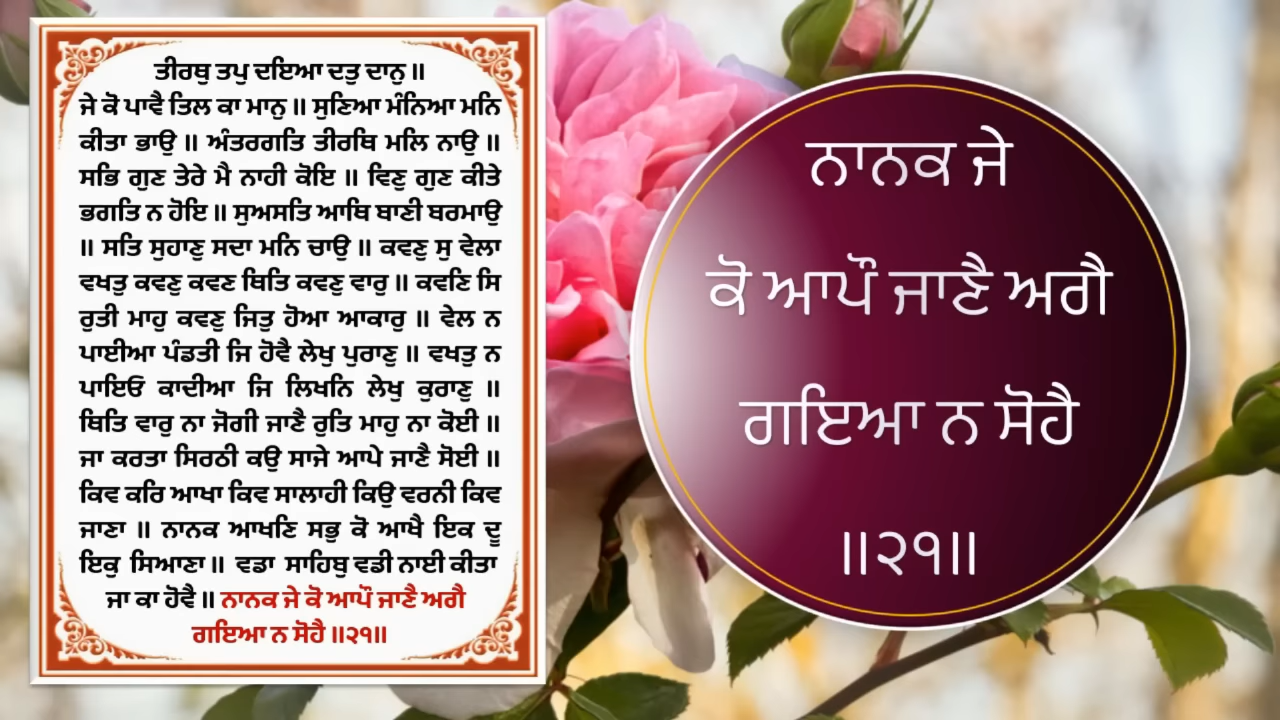 ਤੀਰਥੁ ਤਪੁ ਦਇਆ ਦਤੁ ਦਾਨੁ ॥
ਜੇ ਕੋ ਪਾਵੈ ਤਿਲ ਕਾ ਮਾਨੁ ॥ ਸੁਣਿਆ ਮੰਨਿਆ ਮਨਿ
ਕੀਤਾ ਭਾਉ ॥ ਅੰਤਰਗਤਿ ਤੀਰਥਿ ਮਲਿ ਨਾਉ ॥
ਸਭਿ ਗੁਣ ਤੇਰੇ ਮੈ ਨਾਹੀ ਕੋਇ ॥ ਵਿਣੁ ਗੁਣ ਕੀਤੇ
ਭਗਤਿ ਨ ਹੋਇ ॥ ਸੁਅਸਤਿ ਆਥਿ ਬਾਣੀ ਬਰਮਾਉ
॥ ਸਤਿ ਸੁਹਾਣੁ ਸਦਾ ਮਨਿ ਚਾਉ ॥ ਕਵਣੁ ਸੁ ਵੇਲਾ
ਵਖਤੁ ਕਵਣੁ ਕਵਣ ਥਿਤਿ ਕਵਣੁ ਵਾਰੁ ॥ ਕਵਣਿ ਸਿ
ਰੁਤੀ ਮਾਹੁ ਕਵਣੁ ਜਿਤੁ ਹੋਆ ਆਕਾਰੁ ॥ ਵੇਲ ਨ
ਪਾਈਆ ਪੰਡਤੀ ਜਿ ਹੋਵੈ ਲੇਖੁ ਪੁਰਾਣੁ ॥ ਵਖਤੁ ਨ
ਪਾਇਓ ਕਾਦੀਆ ਜਿ ਲਿਖਨਿ ਲੇਖੁ ਕੁਰਾਣੁ ॥
ਥਿਤਿ ਵਾਰੁ ਨਾ ਜੋਗੀ ਜਾਣੈ ਰੁਤਿ ਮਾਹੁ ਨਾ ਕੋਈ ॥
ਜਾ ਕਰਤਾ ਸਿਰਠੀ ਕਉ ਸਾਜੇ ਆਪੇ ਜਾਣੈ ਸੋਈ ॥
ਕਿਵ ਕਰਿ ਆਖਾ ਕਿਵ ਸਾਲਾਹੀ ਕਿਉ ਵਰਨੀ ਕਿਵ
ਜਾਣਾ ॥ ਨਾਨਕ ਆਖਣਿ ਸਭੁ ਕੋ ਆਖੈ ਇਕ ਦੂ
ਇਕੁ ਸਿਆਣਾ ॥ ਵਡਾ ਸਾਹਿਬੁ ਵਡੀ ਨਾਈ ਕੀਤਾ
ਜਾ ਕਾ ਹੋਵੈ ॥ ਨਾਨਕ ਜੇ ਕੋ ਆਪੌ ਜਾਣੈ ਅਗੈ
ਗਇਆ ਨ ਸੋਹੈ ॥੨੧॥
ਨਾਨਕ ਜੇ
ਕੋ ਆਪੌ ਜਾਣੈ ਅਗੈ
ਗਇਆ ਨ ਸੋਹੈ
॥੨੧॥